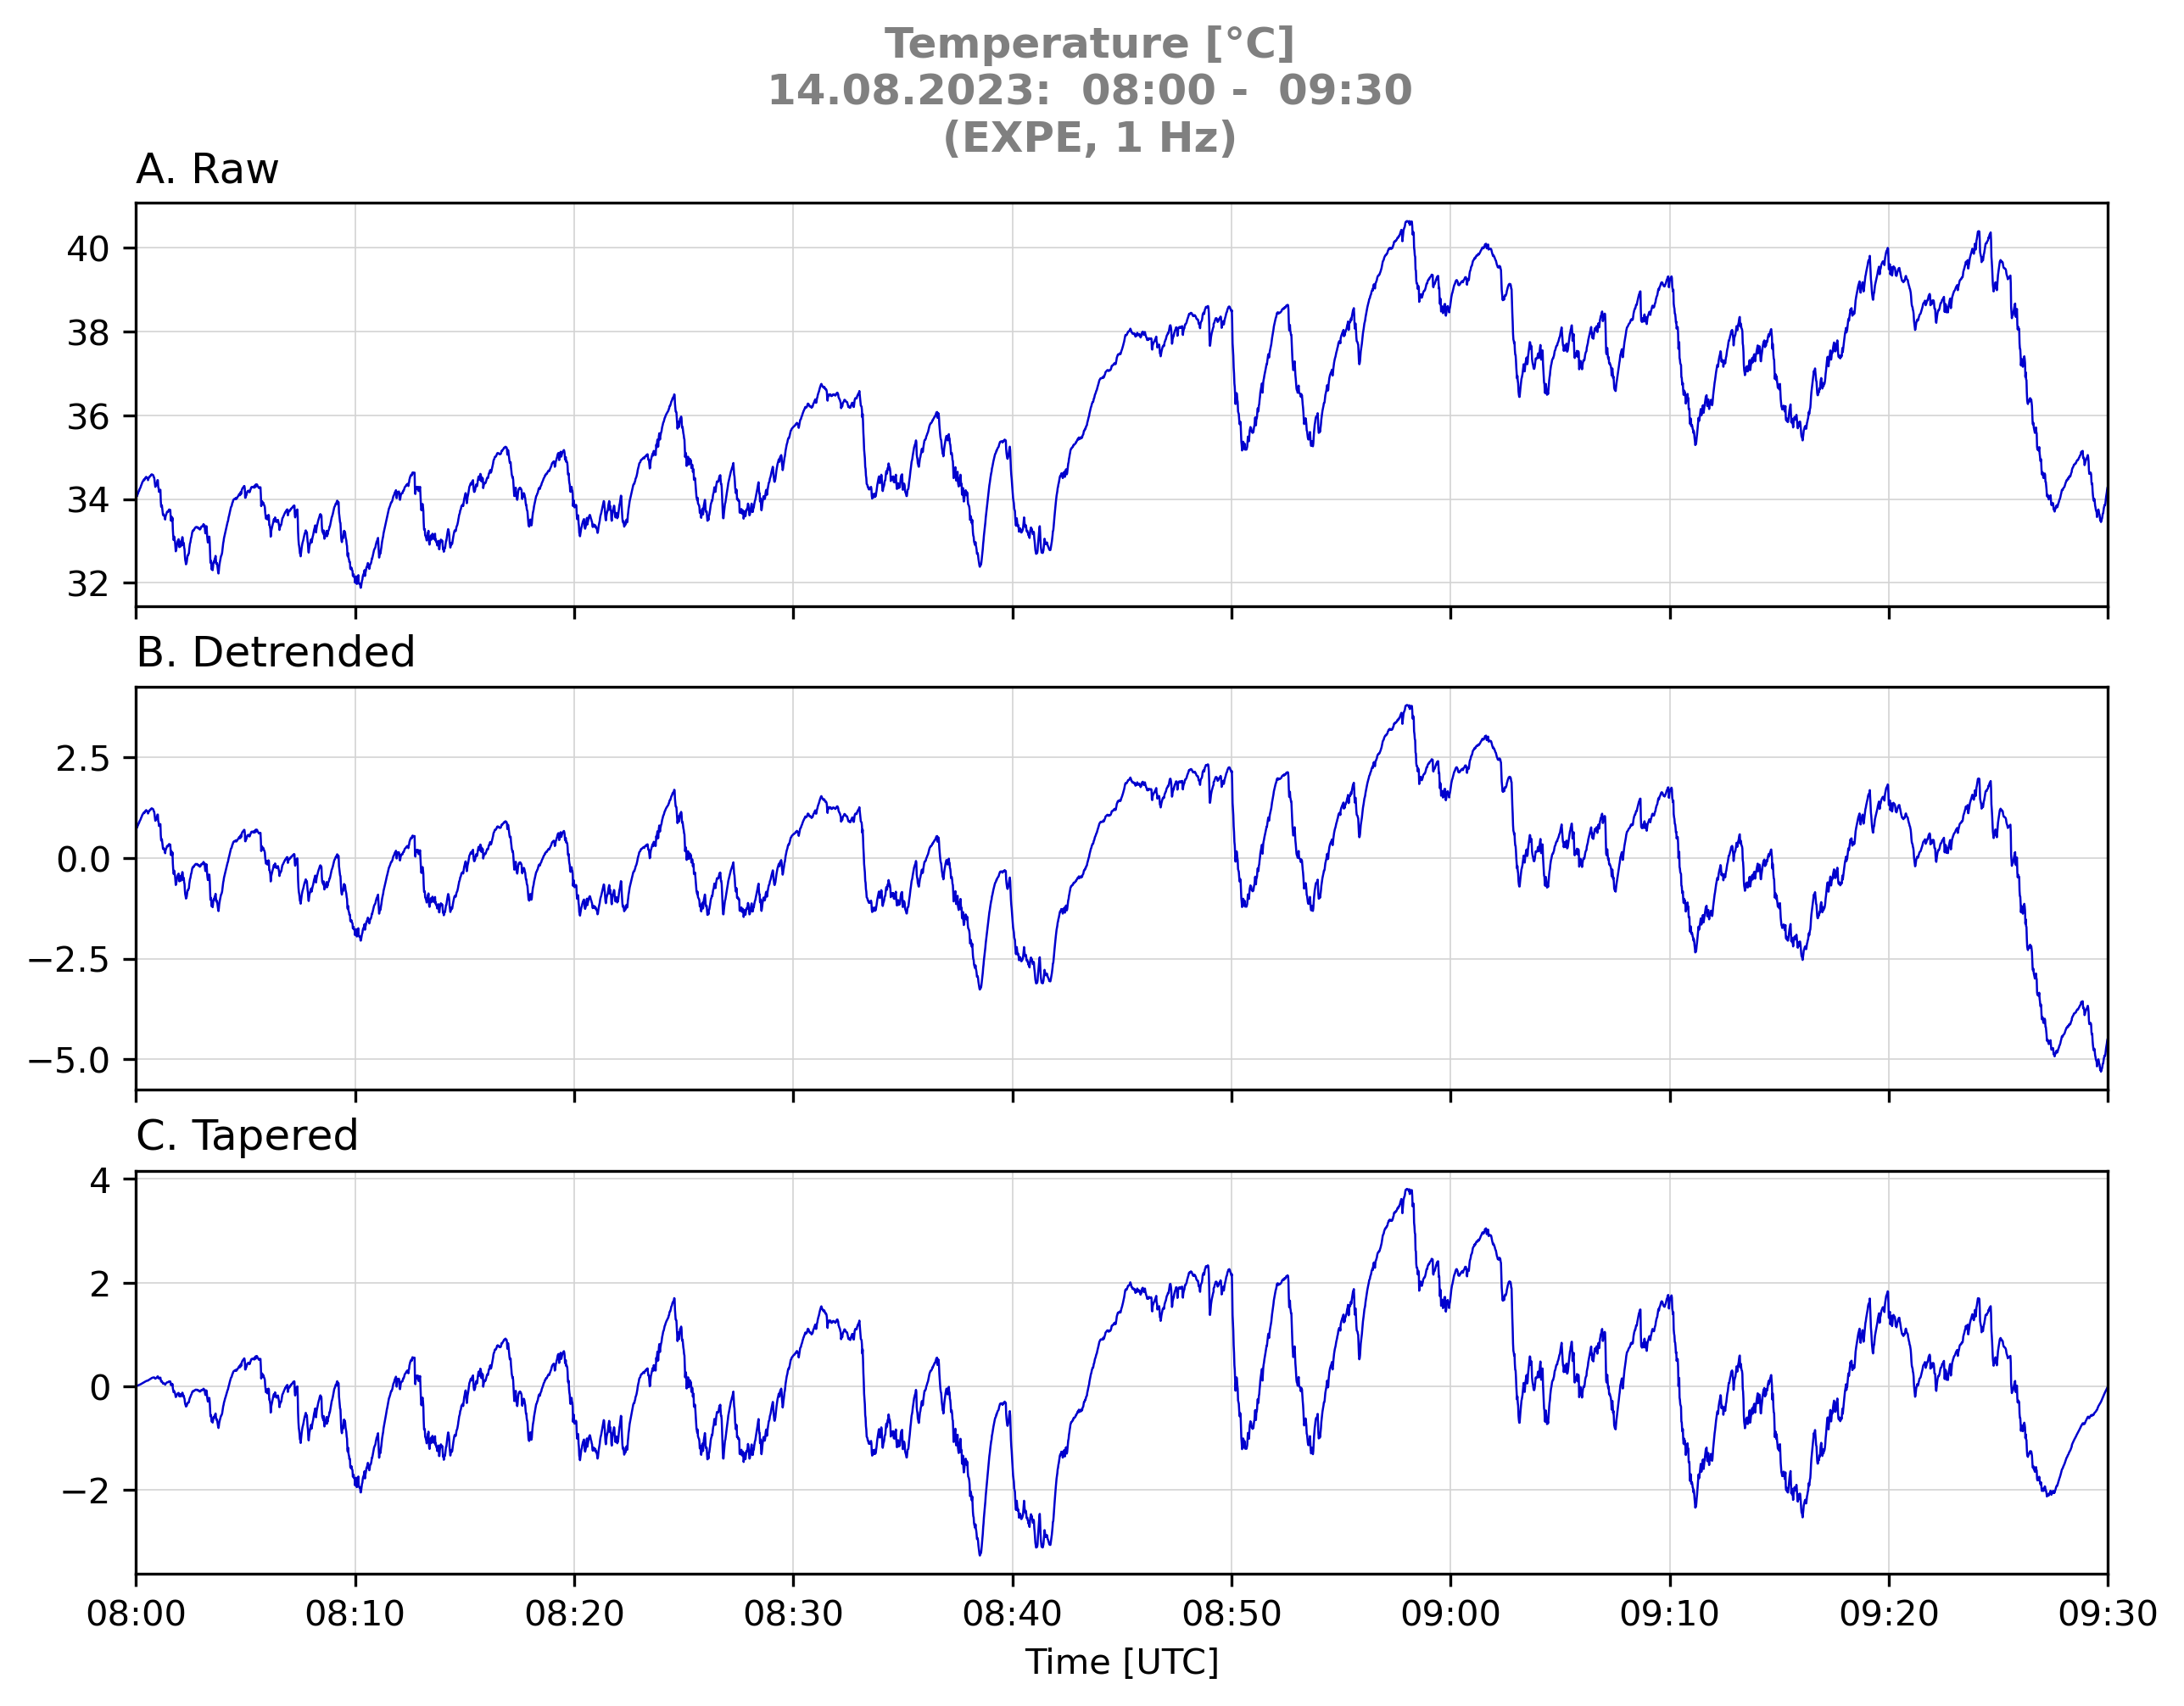 Temperature [°C]
14.08.2023:  08:00 -  09:30
(EXPE, 1 Hz)
A. Raw
40
38
36
34
32
B. Detrended
2.5
0.0
−2.5
−5.0
C. Tapered
4
2
0
−2
08:00 08:10 08:20 08:30 08:40 08:50 09:00 09:10 09:20 09:30
Time [UTC]